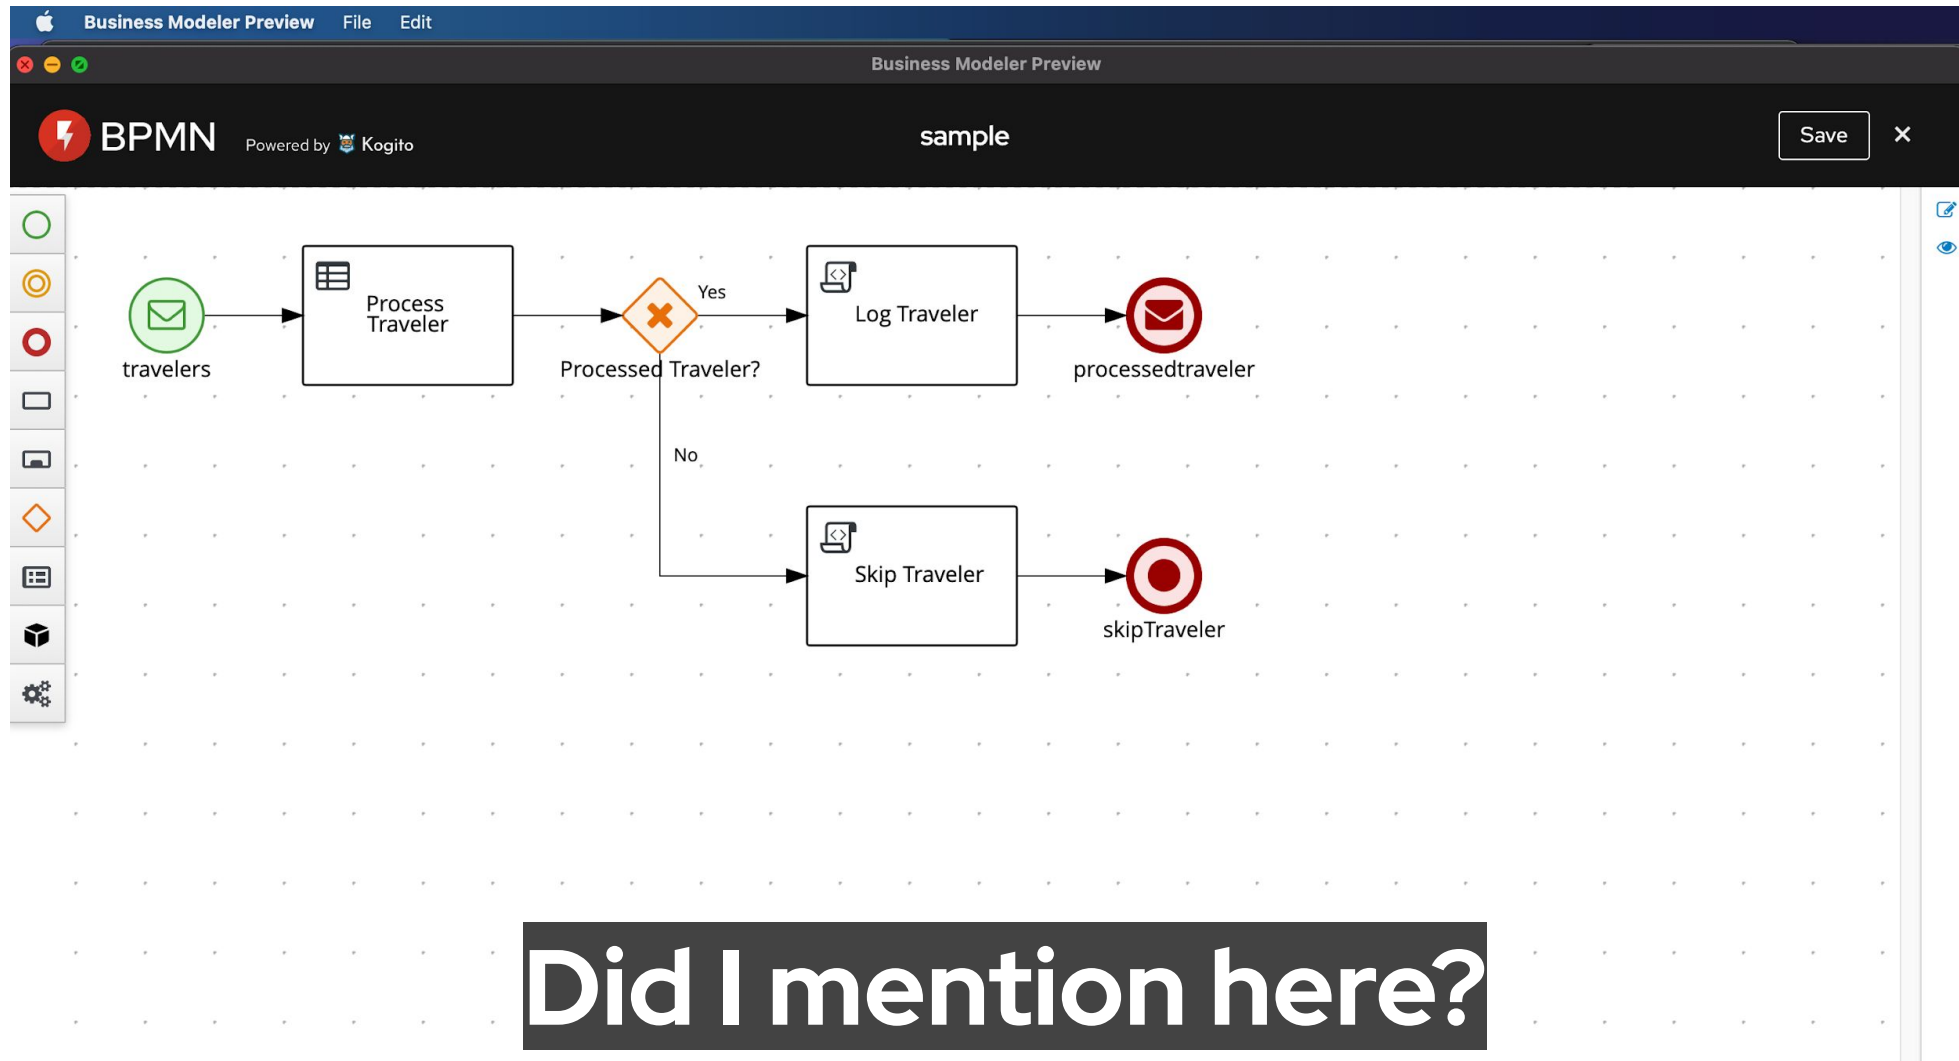 Business Modeler Preview File Edit
Business Modeler Preview
BPMN Powered by Kogito sample Save ×
travelers
Process
Traveler
Processed Traveler?
Yes
Log Traveler
processedtraveler
No
Skip Traveler
skipTraveler
Did I mention here?